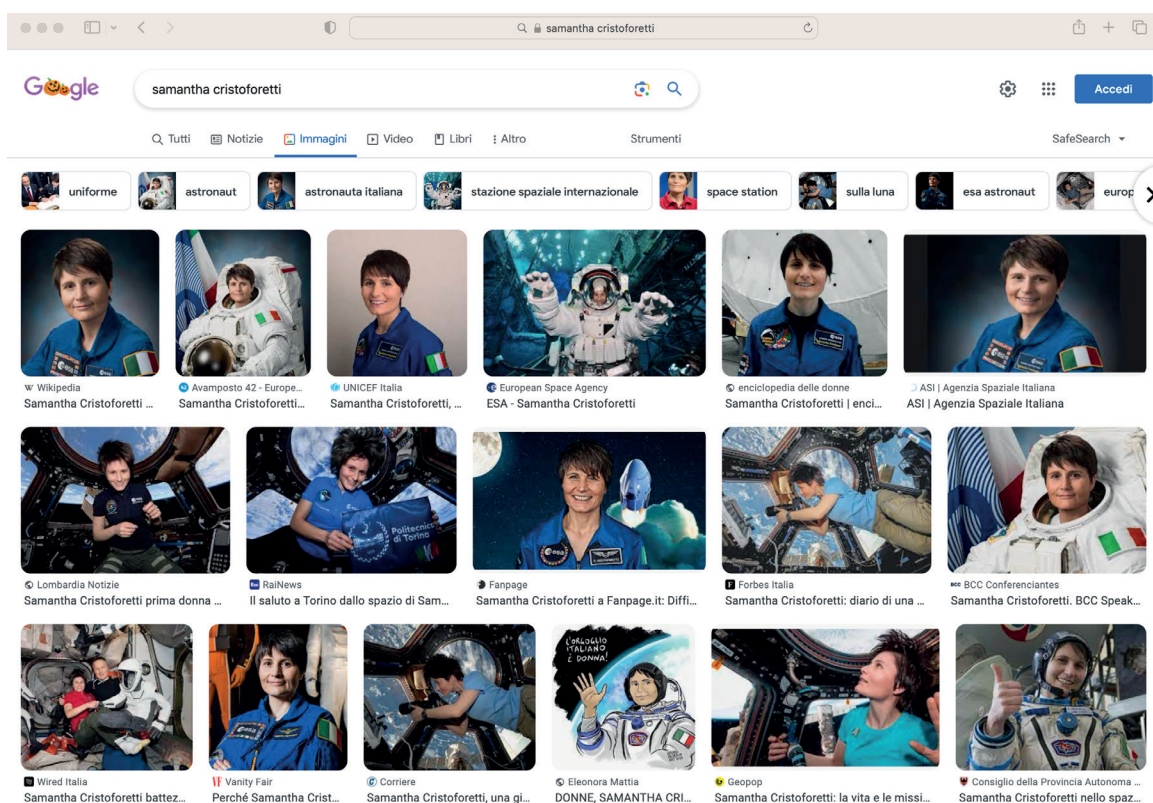 samantha cristoforetti
Google
samantha cristoforetti
Accedi
Tutti Notizie Immagini Video Libri Altro Strumenti SafeSearch
uniforme astronaut astronauta italiana stazione spaziale internazionale space station sulla luna esa astronaut europ
W Wikipedia
Samantha Cristoforetti ...
Avamposto 42 - Europe...
Samantha Cristoforetti...
UNICEF Italia
Samantha Cristoforetti, ...
European Space Agency
ESA - Samantha Cristoforetti
enciclopedia delle donne
Samantha Cristoforetti | enci...
ASI | Agenzia Spaziale Italiana
ASI | Agenzia Spaziale Italiana
Politecnico
di Torino
esa
Lombardia Notizie
Samantha Cristoforetti prima donna ...
RaiNews
Il saluto a Torino dallo spazio di Sam...
Fanpage
Samantha Cristoforetti a Fanpage.it: Diffi...
F Forbes Italia
Samantha Cristoforetti: diario di una ...
BCC BCC Conferenciantes
Samantha Cristoforetti. BCC Speak...
L'ORGOGLIO
ITALIANO
È DONNA!
Wired Italia
Samantha Cristoforetti battez...
VF Vanity Fair
Perché Samantha Crist...
Corriere
Samantha Cristoforetti, una gi...
Eleonora Mattia
DONNE, SAMANTHA CRI...
Geopop
Samantha Cristoforetti: la vita e le missi...
Consiglio della Provincia Autonoma ...
Samantha Cristoforetti nello spaz...